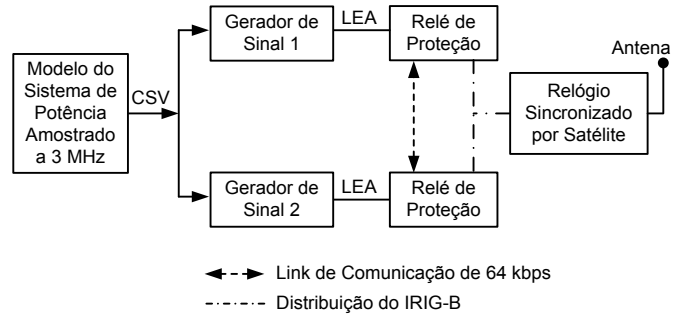 Modelo do
Sistema de
Potência
Amostrado
a 3 MHz
CSV
Gerador de
Sinal 1
LEA
Relé de
Proteção
Gerador de
Sinal 2
LEA
Relé de
Proteção
Relógio
Sincronizado
por Satélite
Antena
Link de Comunicação de 64 kbps
Distribuição do IRIG-B